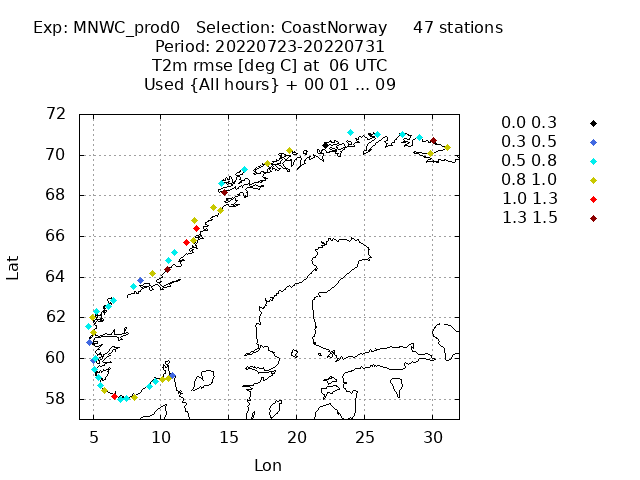 Exp: MNWC_prod0 Selection: CoastNorway 47 stations
Period: 20220723-20220731
T2m rmse [deg C] at 06 UTC
Used {All hours} + 00 01 ... 09
72
70
68
66
64
62
60
58
Lat
5 10 15 20 25 30
Lon
0.0 0.3
0.3 0.5
0.5 0.8
0.8 1.0
1.0 1.3
1.3 1.5